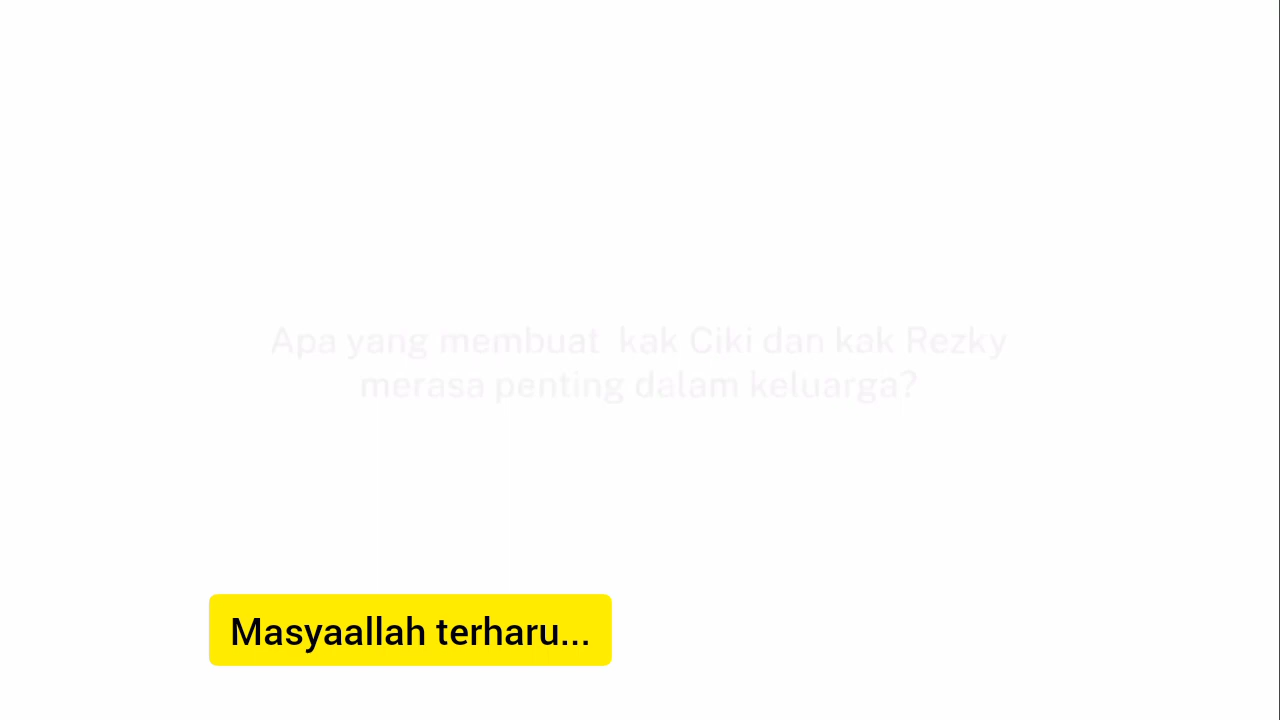 Apa yang membuat kak Ciki dan kak Rezky
merasa penting dalam keluarga?
Masyaallah terharu...